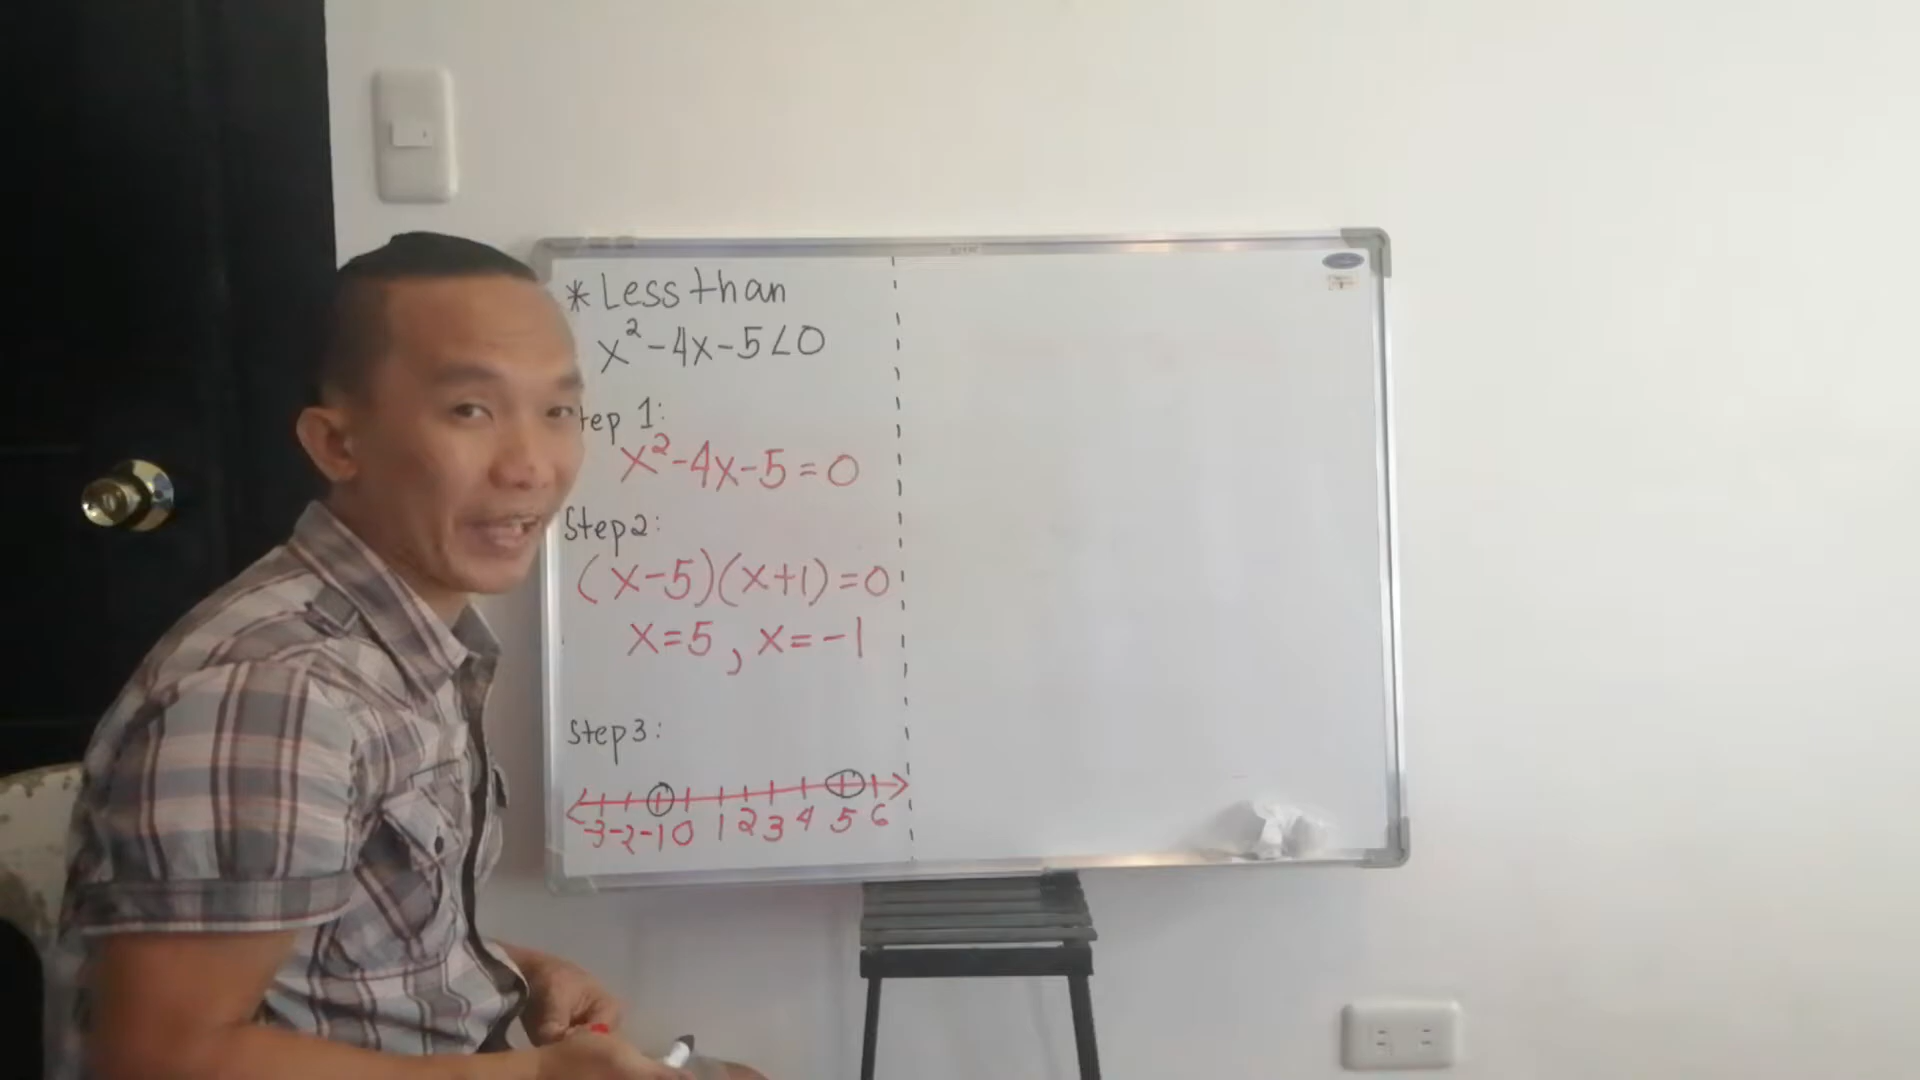 * Less than
x²-4x-5<0
tep 1:
x²-4x-5=0
Step2:
(x-5)(x+1)=0
x=5, x=-1
Step3:
-3 -2 -1 0 1 2 3 4 5 6